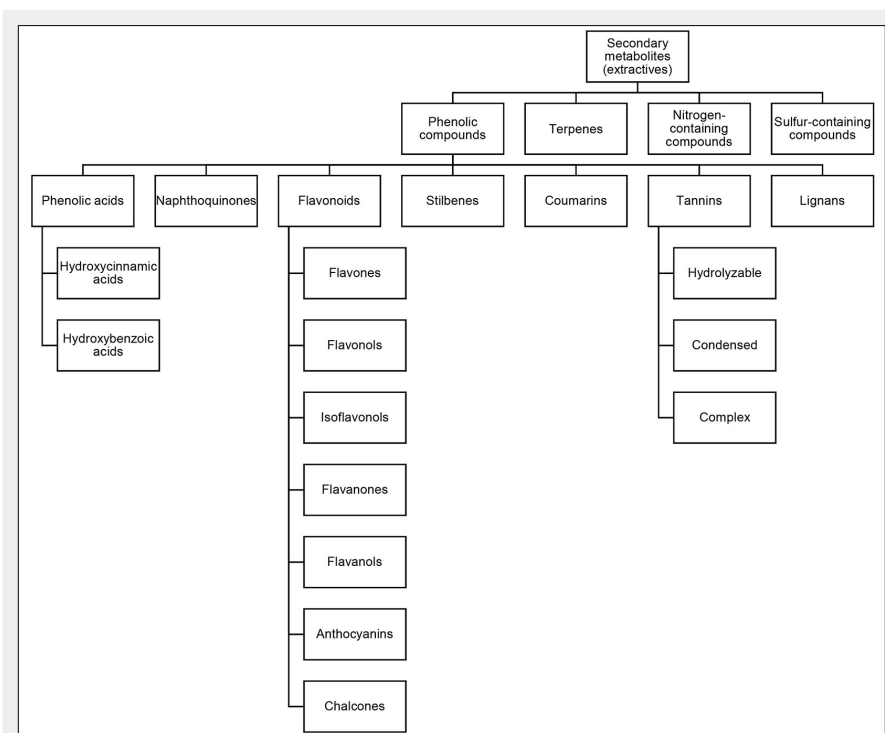 Secondary
metabolites
(extractives)
Phenolic
compounds
Terpenes
Nitrogen-
containing
compounds
Sulfur-containing
compounds
Phenolic acids
Naphthoquinones
Flavonoids
Stilbenes
Coumarins
Tannins
Lignans
Hydroxycinnamic
acids
Flavones
Hydrolyzable
Hydroxybenzoic
acids
Flavonols
Condensed
Isoflavonols
Complex
Flavanones
Flavanols
Anthocyanins
Chalcones